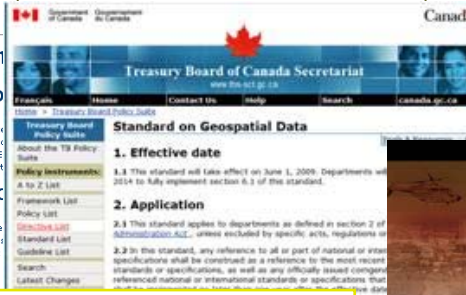 Government of Canada
Gouvernement du Canada
Canad
Treasury Board of Canada Secretariat
www.tbs-sct.gc.ca
Français Home Contact Us Help Search canada.gc.ca
Home > Treasury Board Policy Suite
Treasury Board Policy Suite
About the TB Policy Suite
Policy instruments:
A to Z List
Framework List
Policy List
Directive List
Standard List
Guideline List
Search
Latest Changes
Standard on Geospatial Data
1. Effective date
1.1 This standard will take effect on June 1, 2009. Departments will
2014 to fully implement section 6.1 of this standard.
2. Application
2.1 This standard applies to departments as defined in section 2 of
Administration Act, unless excluded by specific acts, regulations or
2.2 In this standard, any reference to all or part of national or inter
specifications shall be construed as a reference to the most recent
standards or specifications, as well as any officially issued corrigend
referenced national or international standards or specifications that